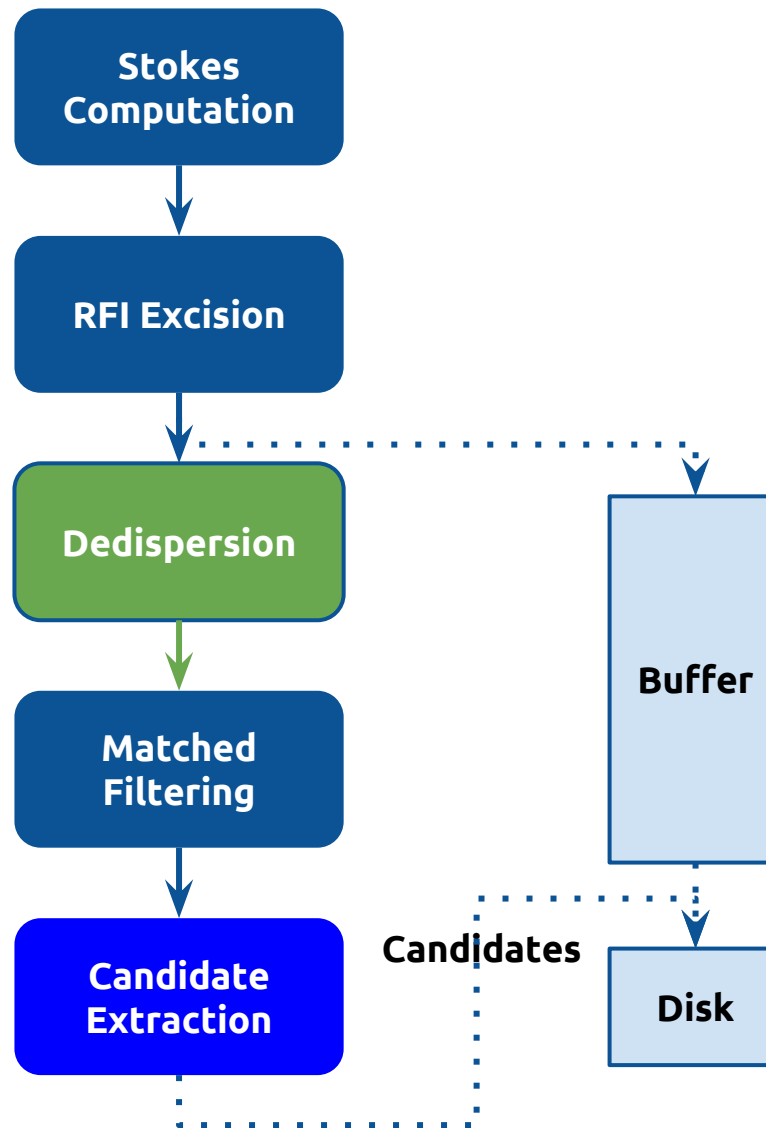 Stokes
Computation
RFI Excision
Dedispersion
Matched
Filtering
Candidate
Extraction
Candidates
Buffer
Disk